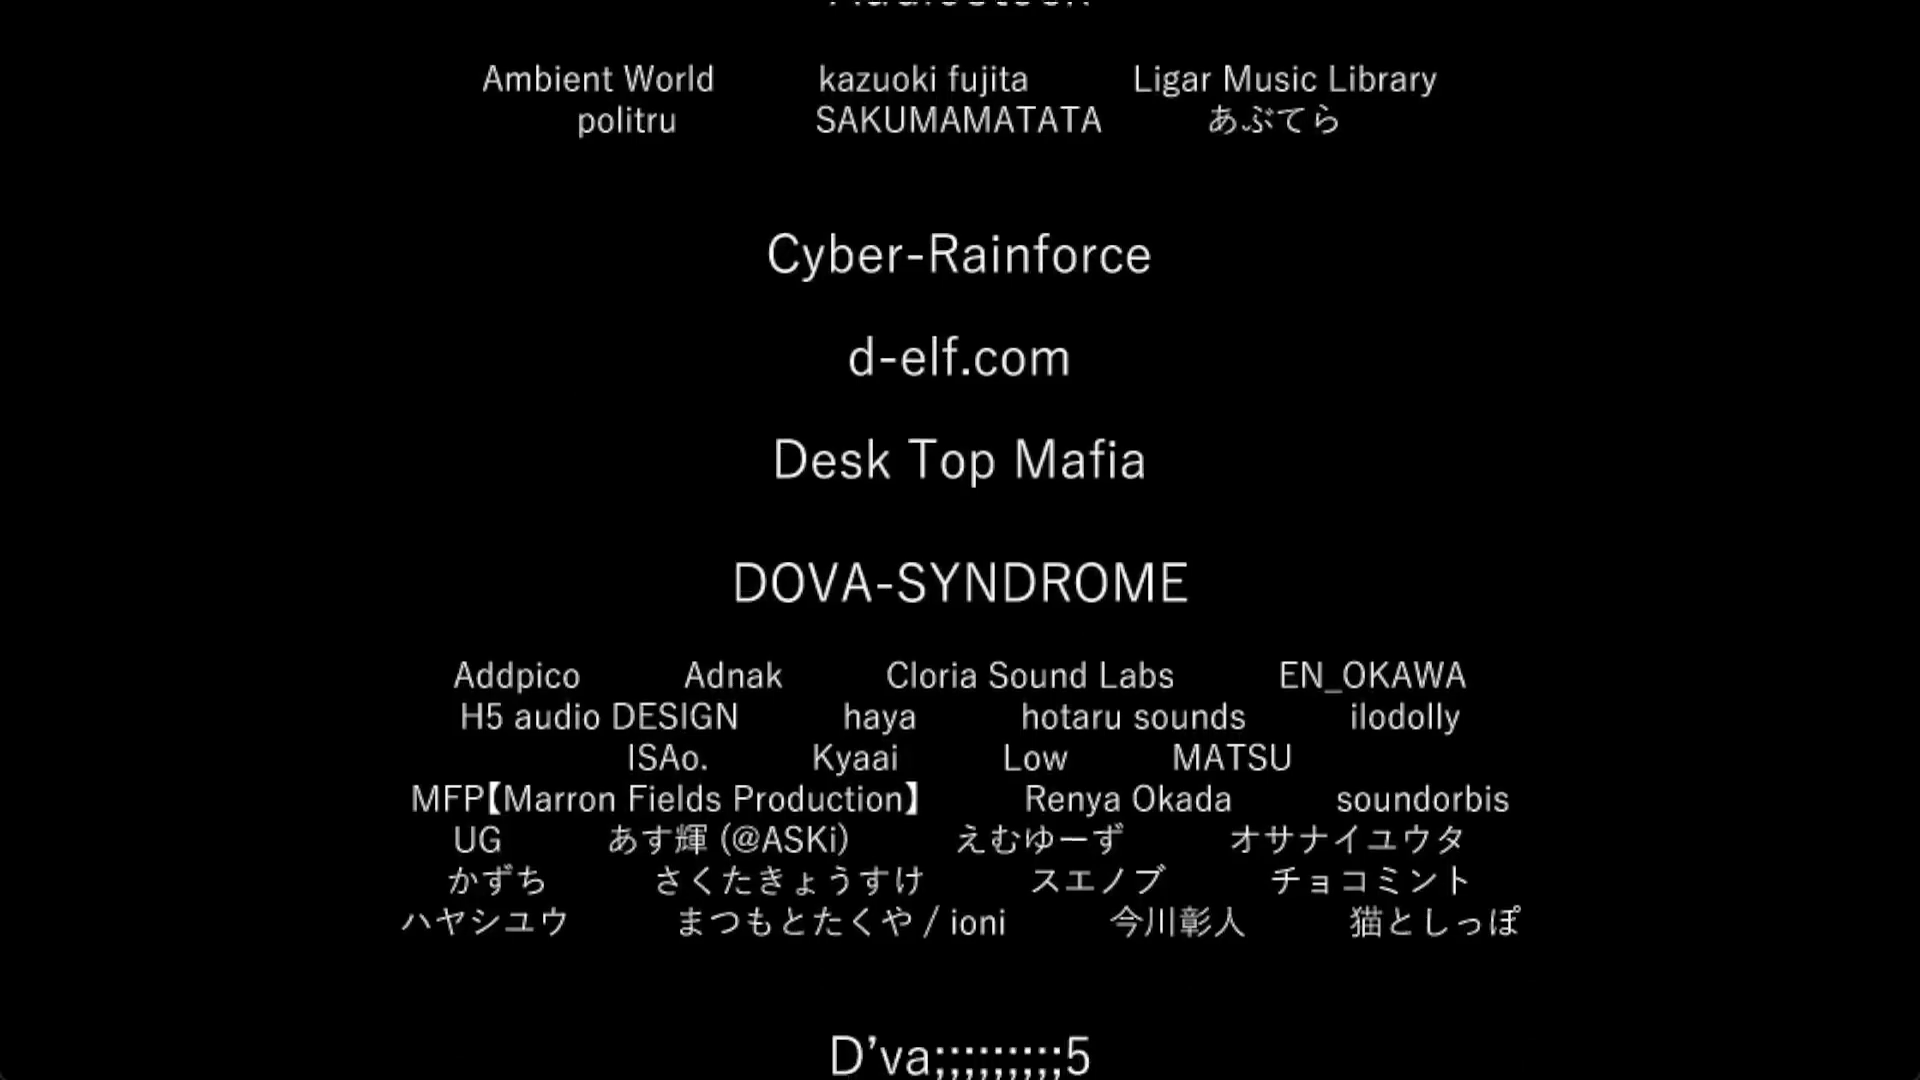 Ambient World kazuoki fujita Ligar Music Library
politru SAKUMAMATATA あぶてら
Cyber-Rainforce
d-elf.com
Desk Top Mafia
DOVA-SYNDROME
Addpico Adnak Cloria Sound Labs EN_OKAWA
H5 audio DESIGN haya hotaru sounds ilodolly
ISAo. Kyaai Low MATSU
MFP【Marron Fields Production】 Renya Okada soundorbis
UG あす輝 (@ASKi) えむゆーず オサナイユウタ
かずち さくたきょうすけ スエノブ チョコミント
ハヤシユウ まつもとたくや / ioni 今川彰人 猫としっぽ
D’va;;;;;;;;;5